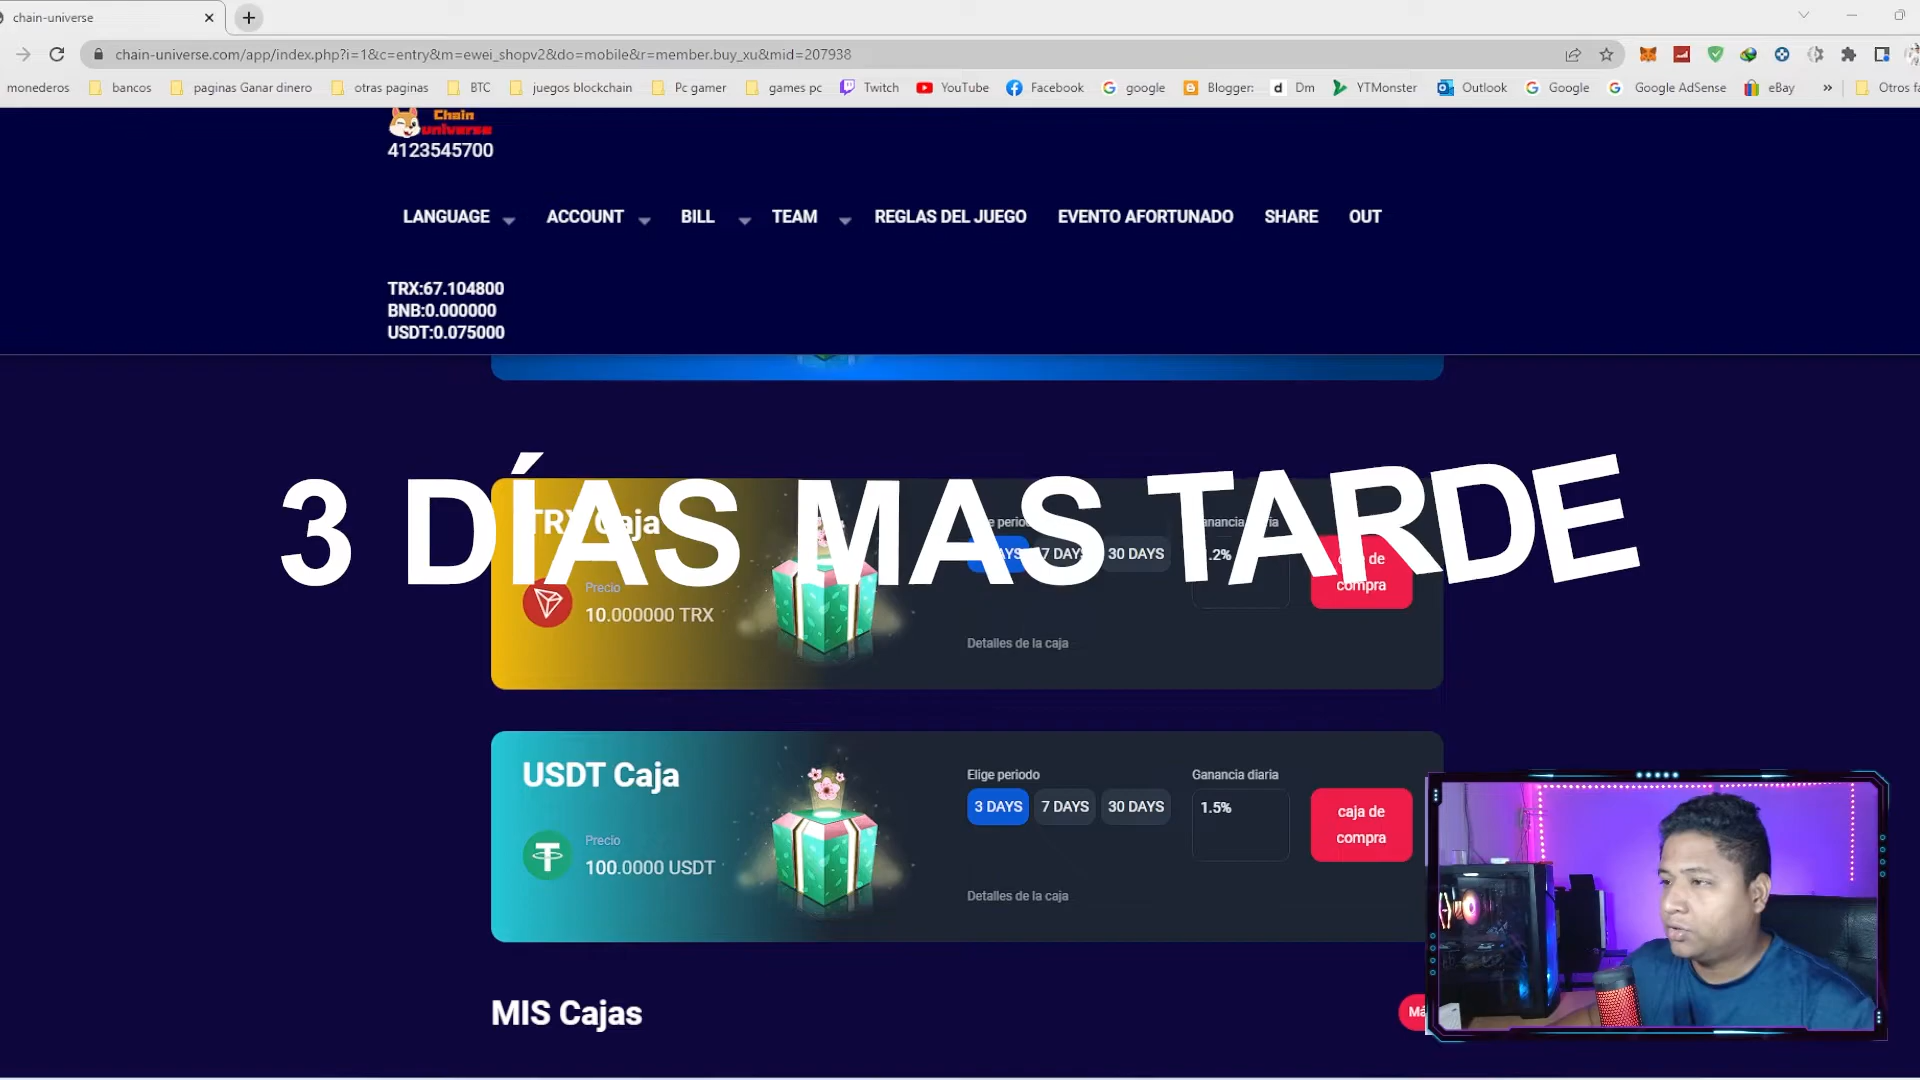 chain-universe
chain-universe.com/app/index.php?i=1&c=entry&m=ewei_shopv2&do=mobile&r=member.buy_xu&mid=207938
monederos bancos paginas Ganar dinero otras paginas BTC juegos blockchain Pc gamer games pc Twitch YouTube Facebook google Blogger: Dm YTMonster Outlook Google Google AdSense eBay » Otros fa
Chain
universe
4123545700
LANGUAGE ACCOUNT BILL TEAM REGLAS DEL JUEGO EVENTO AFORTUNADO SHARE OUT
TRX:67.104800
BNB:0.000000
USDT:0.075000
3 DÍAS MAS TARDE
TRX Caja
7 DAYS 30 DAYS
compra
Precio
10.000000 TRX
Detalles de la caja
USDT Caja
Elige periodo
Ganancia diaria
3 DAYS 7 DAYS 30 DAYS
1.5%
caja de
compra
Precio
100.0000 USDT
Detalles de la caja
MIS Cajas